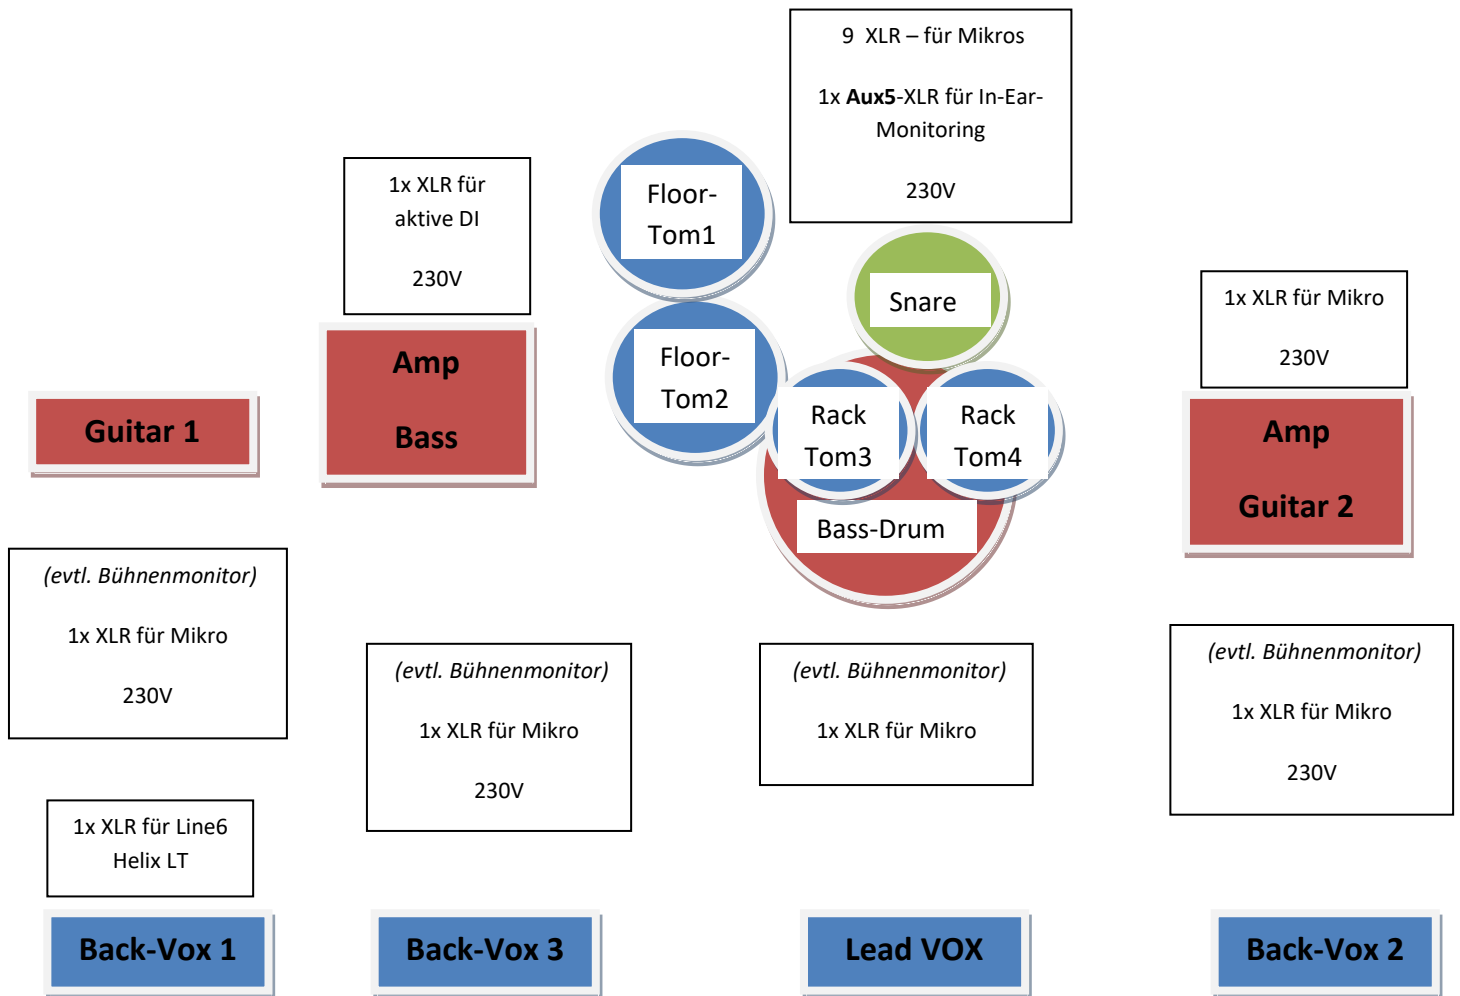 9 XLR – für Mikros
1x Aux5-XLR für In-Ear-
Monitoring
230V
1x XLR für
aktive DI
230V
Floor-
Tom1
Snare
1x XLR für Mikro
230V
Floor-
Tom2
Amp
Bass
Guitar 1
Rack
Tom3
Rack
Tom4
Bass-Drum
Amp
Guitar 2
(evtl. Bühnenmonitor)
1x XLR für Mikro
230V
(evtl. Bühnenmonitor)
1x XLR für Mikro
230V
(evtl. Bühnenmonitor)
1x XLR für Mikro
(evtl. Bühnenmonitor)
1x XLR für Mikro
230V
1x XLR für Line6
Helix LT
Back-Vox 1
Back-Vox 3
Lead VOX
Back-Vox 2